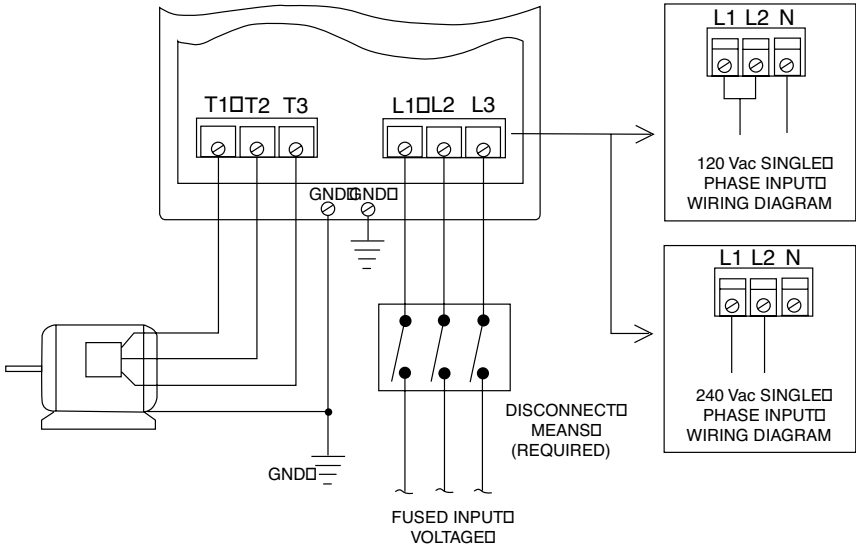 L1 L2 N
T1□T2 T3
L1□L2 L3
120 Vac SINGLE□
PHASE INPUT□
WIRING DIAGRAM
GND□GND□
L1 L2 N
240 Vac SINGLE□
PHASE INPUT□
WIRING DIAGRAM
DISCONNECT□
MEANS□
(REQUIRED)
GND□
FUSED INPUT□
VOLTAGE□